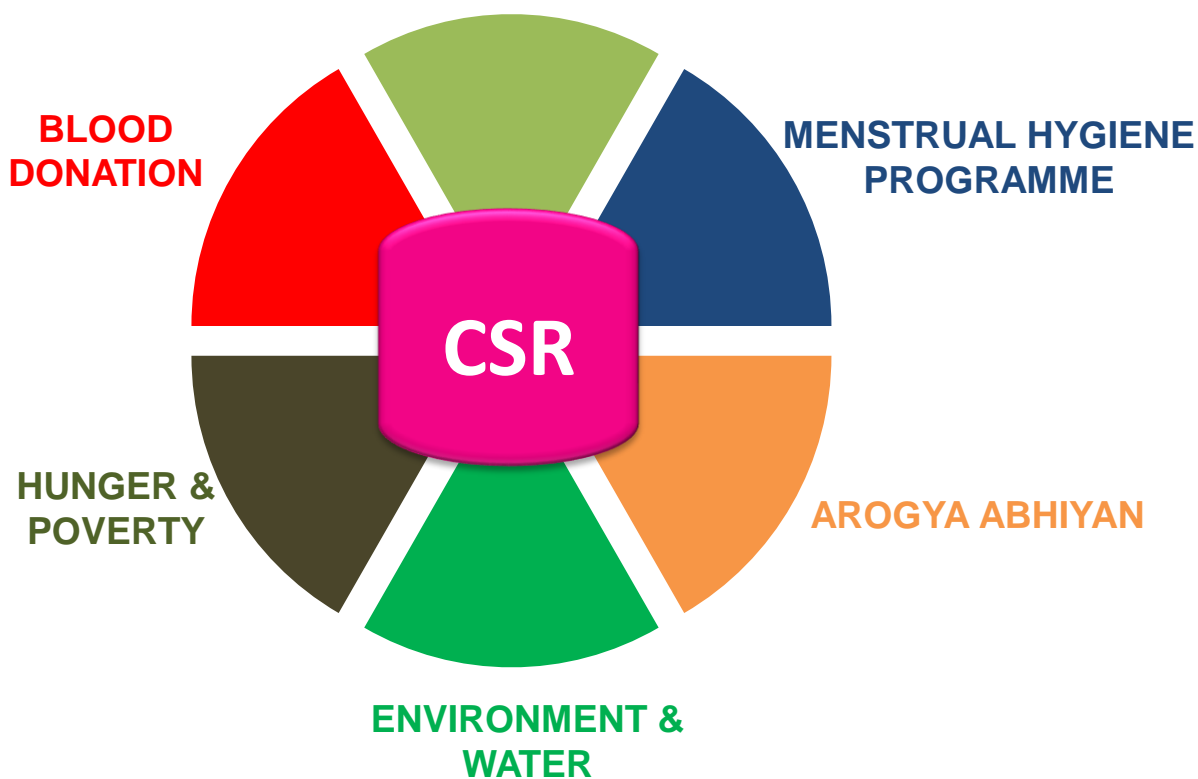 BLOOD
DONATION
MENSTRUAL HYGIENE
PROGRAMME
CSR
HUNGER &
POVERTY
AROGYA ABHIYAN
ENVIRONMENT &
WATER